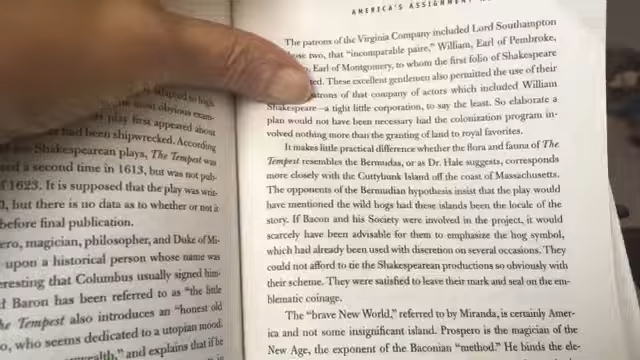 AMERICA'S ASSIGNMENT
adapted to high
most obvious exam-
play first appeared about
had been shipwrecked. According
Shakespearean plays, The Tempest was
ed a second time in 1613, but was not pub-
1623. It is supposed that the play was writ-
, but there is no data as to whether or not it
before final publication.
ero, magician, philosopher, and Duke of Mi-
upon a historical person whose name was
eresting that Columbus usually signed him-
Baron has been referred to as "the little
he Tempest also introduces an "honest old
o, who seems dedicated to a utopian mood.
wealth," and explains that if he
The patrons of the Virginia Company included Lord Southampton
those two, that "incomparable paire," William, Earl of Pembroke,
, Earl of Montgomery, to whom the first folio of Shakespeare
ted. These excellent gentlemen also permitted the use of their
patrons of that company of actors which included William
Shakespeare—a tight little corporation, to say the least. So elaborate a
plan would not have been necessary had the colonization program in-
volved nothing more than the granting of land to royal favorites.
It makes little practical difference whether the flora and fauna of The
Tempest resembles the Bermudas, or as Dr. Hale suggests, corresponds
more closely with the Cuttyhunk Island off the coast of Massachusetts.
The opponents of the Bermudian hypothesis insist that the play would
have mentioned the wild hogs had these islands been the locale of the
story. If Bacon and his Society were involved in the project, it would
scarcely have been advisable for them to emphasize the hog symbol,
which had already been used with discretion on several occasions. They
could not afford to tie the Shakespearean productions so obviously with
their scheme. They were satisfied to leave their mark and seal on the em-
blematic coinage.
The "brave New World," referred to by Miranda, is certainly Amer-
ica and not some insignificant island. Prospero is the magician of the
New Age, the exponent of the Baconian "method." He binds the ele-